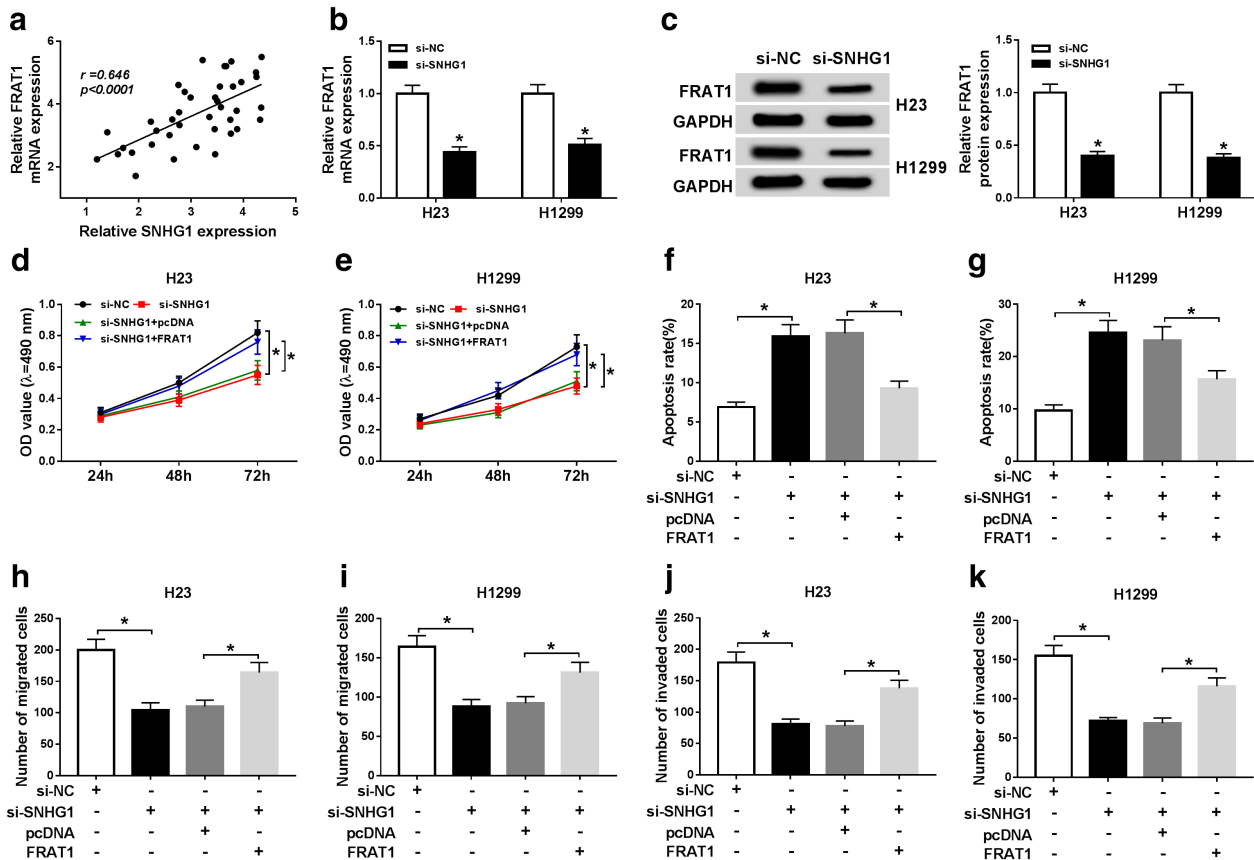 a
Relative FRAT1
mRNA expression
6
4
2
r =0.646
p<0.0001
1 2 3 4 5
Relative SNHG1 expression
b
Relative FRAT1
mRNA expression
1.5
1.0
0.5
0.0
si-NC
si-SNHG1
*
*
H23 H1299
c
si-NC si-SNHG1
FRAT1
GAPDH
H23
FRAT1
GAPDH
H1299
Relative FRAT1
protein expression
1.5
1.0
0.5
0.0
si-NC
si-SNHG1
*
*
H23 H1299
d
H23
OD value (λ=490 nm)
1.0
0.8
0.6
0.4
0.2
0.0
si-NC si-SNHG1
si-SNHG1+pcDNA
si-SNHG1+FRAT1
* *
24h 48h 72h
e
H1299
OD value (λ=490 nm)
1.0
0.8
0.6
0.4
0.2
0.0
si-NC si-SNHG1
si-SNHG1+pcDNA
si-SNHG1+FRAT1
* *
24h 48h 72h
f
H23
Apoptosis rate(%)
20
15
10
5
0
* *
si-NC + - - -
si-SNHG1 - + + +
pcDNA - - + -
FRAT1 - - - +
g
H1299
Apoptosis rate(%)
30
20
10
0
* *
si-NC + - - -
si-SNHG1 - + + +
pcDNA - - + -
FRAT1 - - - +
h
H23
Number of migrated cells
250
200
150
100
50
0
* *
si-NC + - - -
si-SNHG1 - + + +
pcDNA - - + -
FRAT1 - - - +
i
H1299
Number of migrated cells
200
150
100
50
0
* *
si-NC + - - -
si-SNHG1 - + + +
pcDNA - - + -
FRAT1 - - - +
j
H23
Number of invaded cells
250
200
150
100
50
0
* *
si-NC + - - -
si-SNHG1 - + + +
pcDNA - - + -
FRAT1 - - - +
k
H1299
Number of invaded cells
200
150
100
50
0
* *
si-NC + - - -
si-SNHG1 - + + +
pcDNA - - + -
FRAT1 - - - +